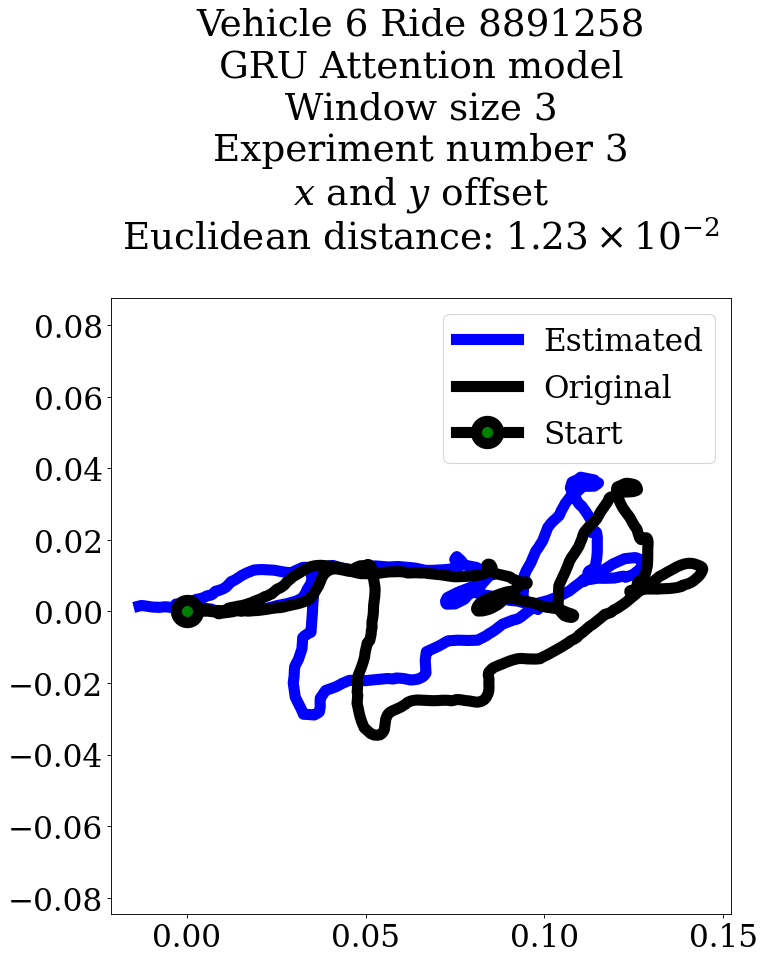 Vehicle 6 Ride 8891258
GRU Attention model
Window size 3
Experiment number 3
x and y offset
Euclidean distance: 1.23 × 10⁻²
Estimated
Original
Start
0.08
0.06
0.04
0.02
0.00
−0.02
−0.04
−0.06
−0.08
0.00 0.05 0.10 0.15